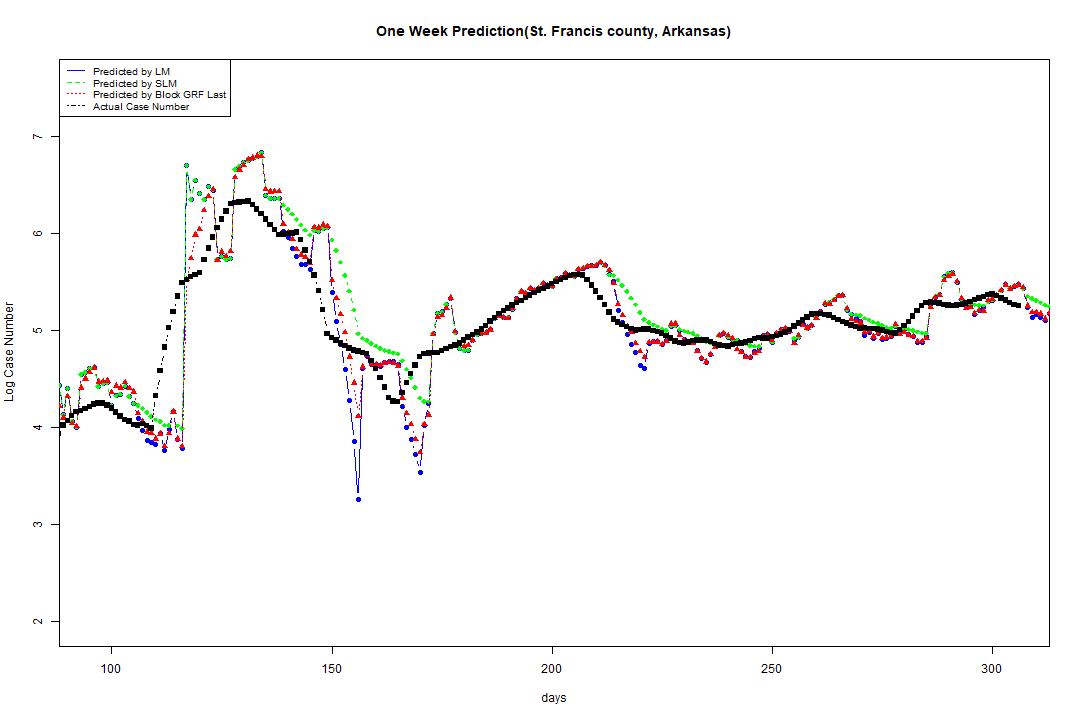 One Week Prediction(St. Francis county, Arkansas)
Predicted by LM
Predicted by SLM
Predicted by Block GRF Last
Actual Case Number
7
6
5
4
3
2
Log Case Number
100 150 200 250 300
days